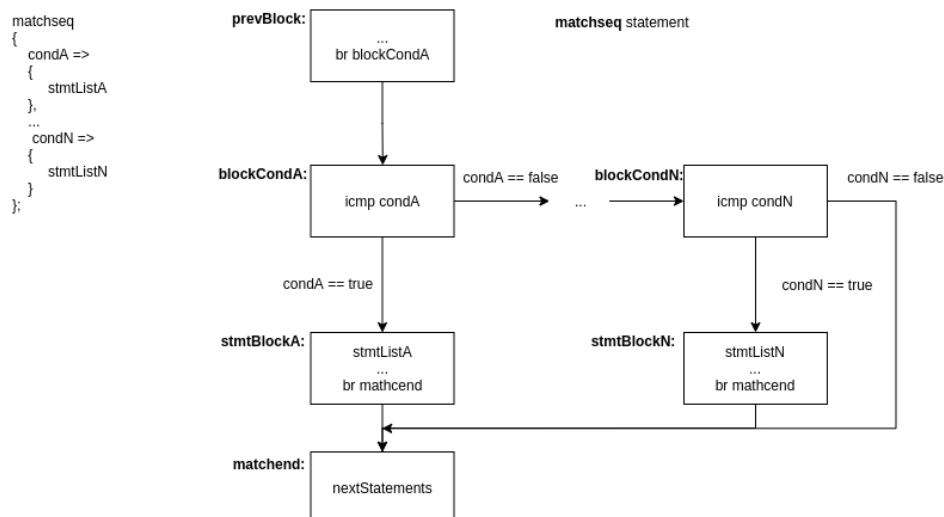 matchseq
{
condA =>
{
stmtListA
},
...
condN =>
{
stmtListN
}
};
prevBlock:
...
br blockCondA
matchseq statement
blockCondA:
icmp condA
condA == false
...
blockCondN:
icmp condN
condN == false
condA == true
condN == true
stmtBlockA:
stmtListA
...
br mathcend
stmtBlockN:
stmtListN
...
br mathcend
matchend:
nextStatements